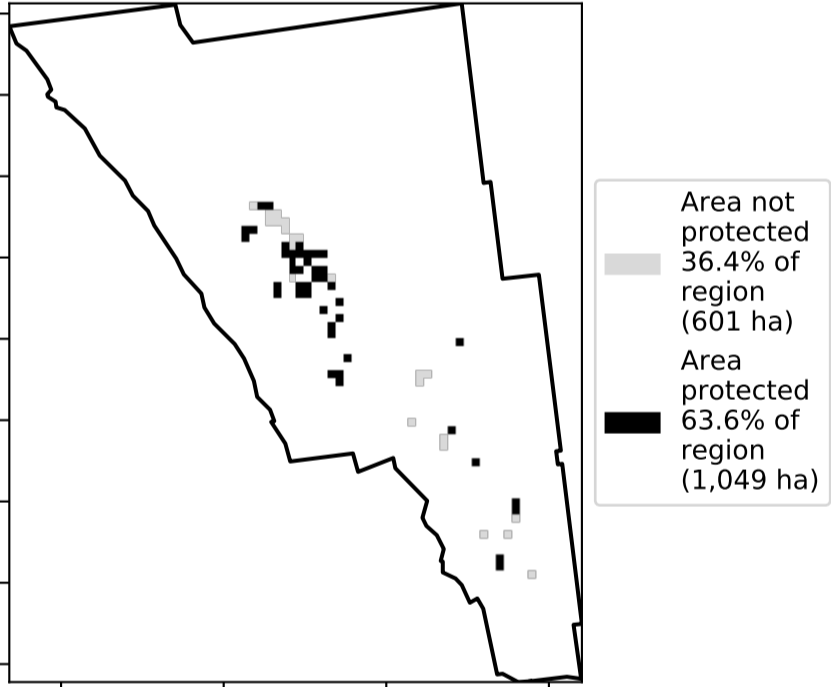 Area not
protected
36.4% of
region
(601 ha)
Area
protected
63.6% of
region
(1,049 ha)